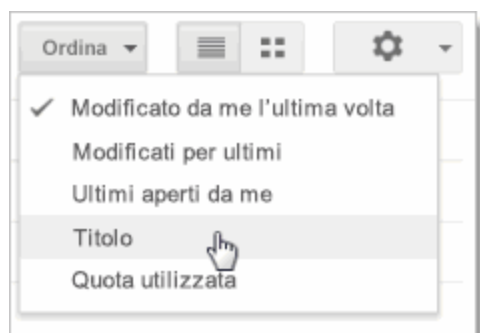 Ordina
Modificato da me l'ultima volta
Modificati per ultimi
Ultimi aperti da me
Titolo
Quota utilizzata